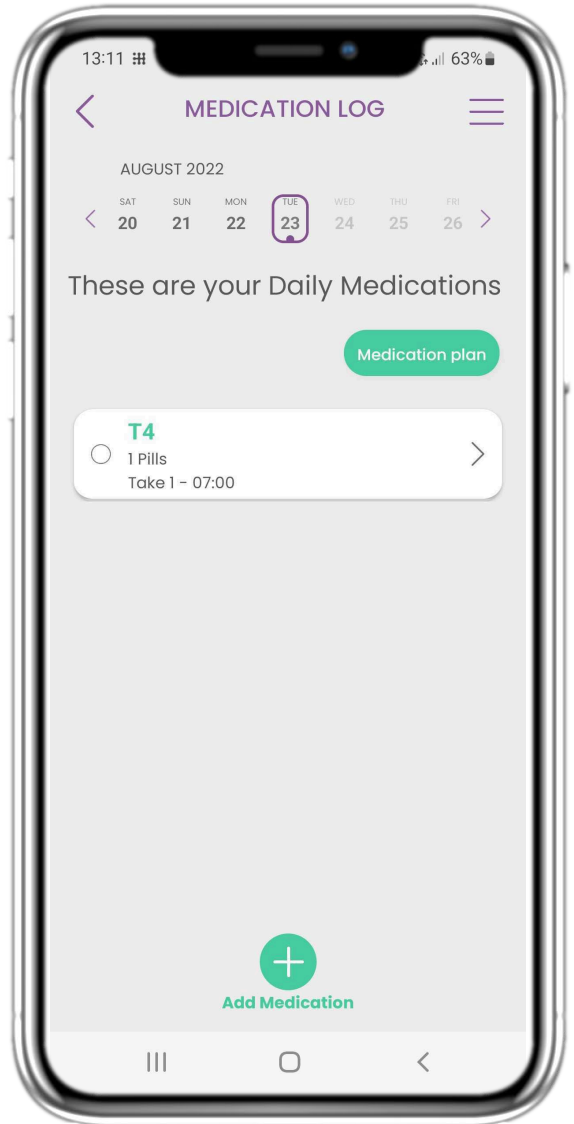 13:11 63%
MEDICATION LOG
AUGUST 2022
SAT SUN MON TUE WED THU FRI
20 21 22 23 24 25 26
These are your Daily Medications
Medication plan
T4
1 Pills
Take 1 - 07:00
Add Medication